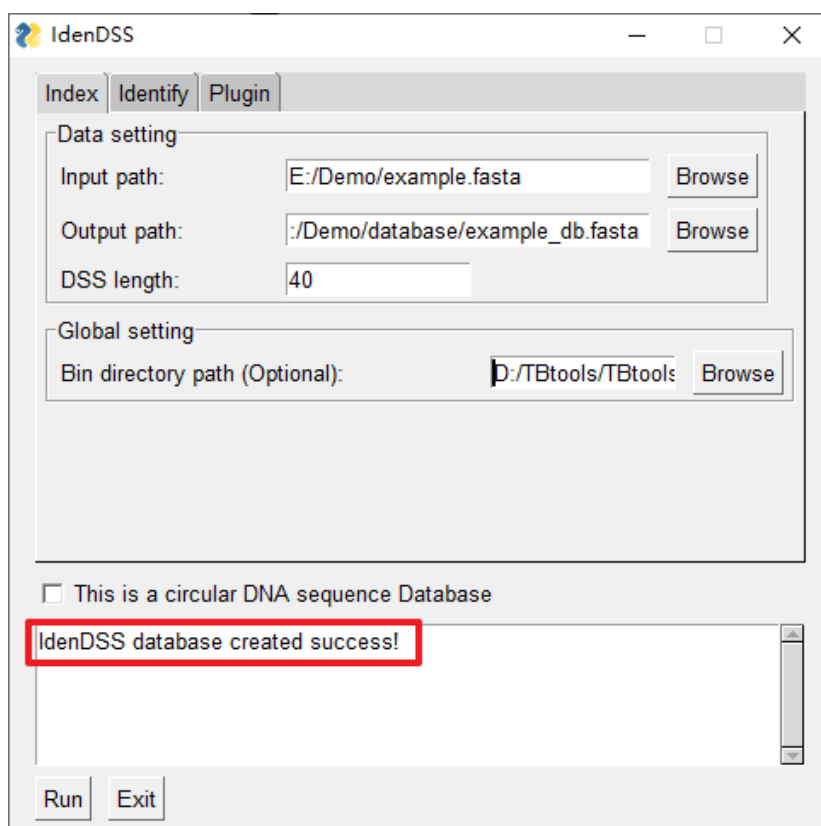 IdenDSS
Index Identify Plugin
Data setting
Input path: E:/Demo/example.fasta Browse
Output path: :/Demo/database/example_db.fasta Browse
DSS length: 40
Global setting
Bin directory path (Optional): D:/TBtools/TBtools Browse
This is a circular DNA sequence Database
IdenDSS database created success!
Run Exit